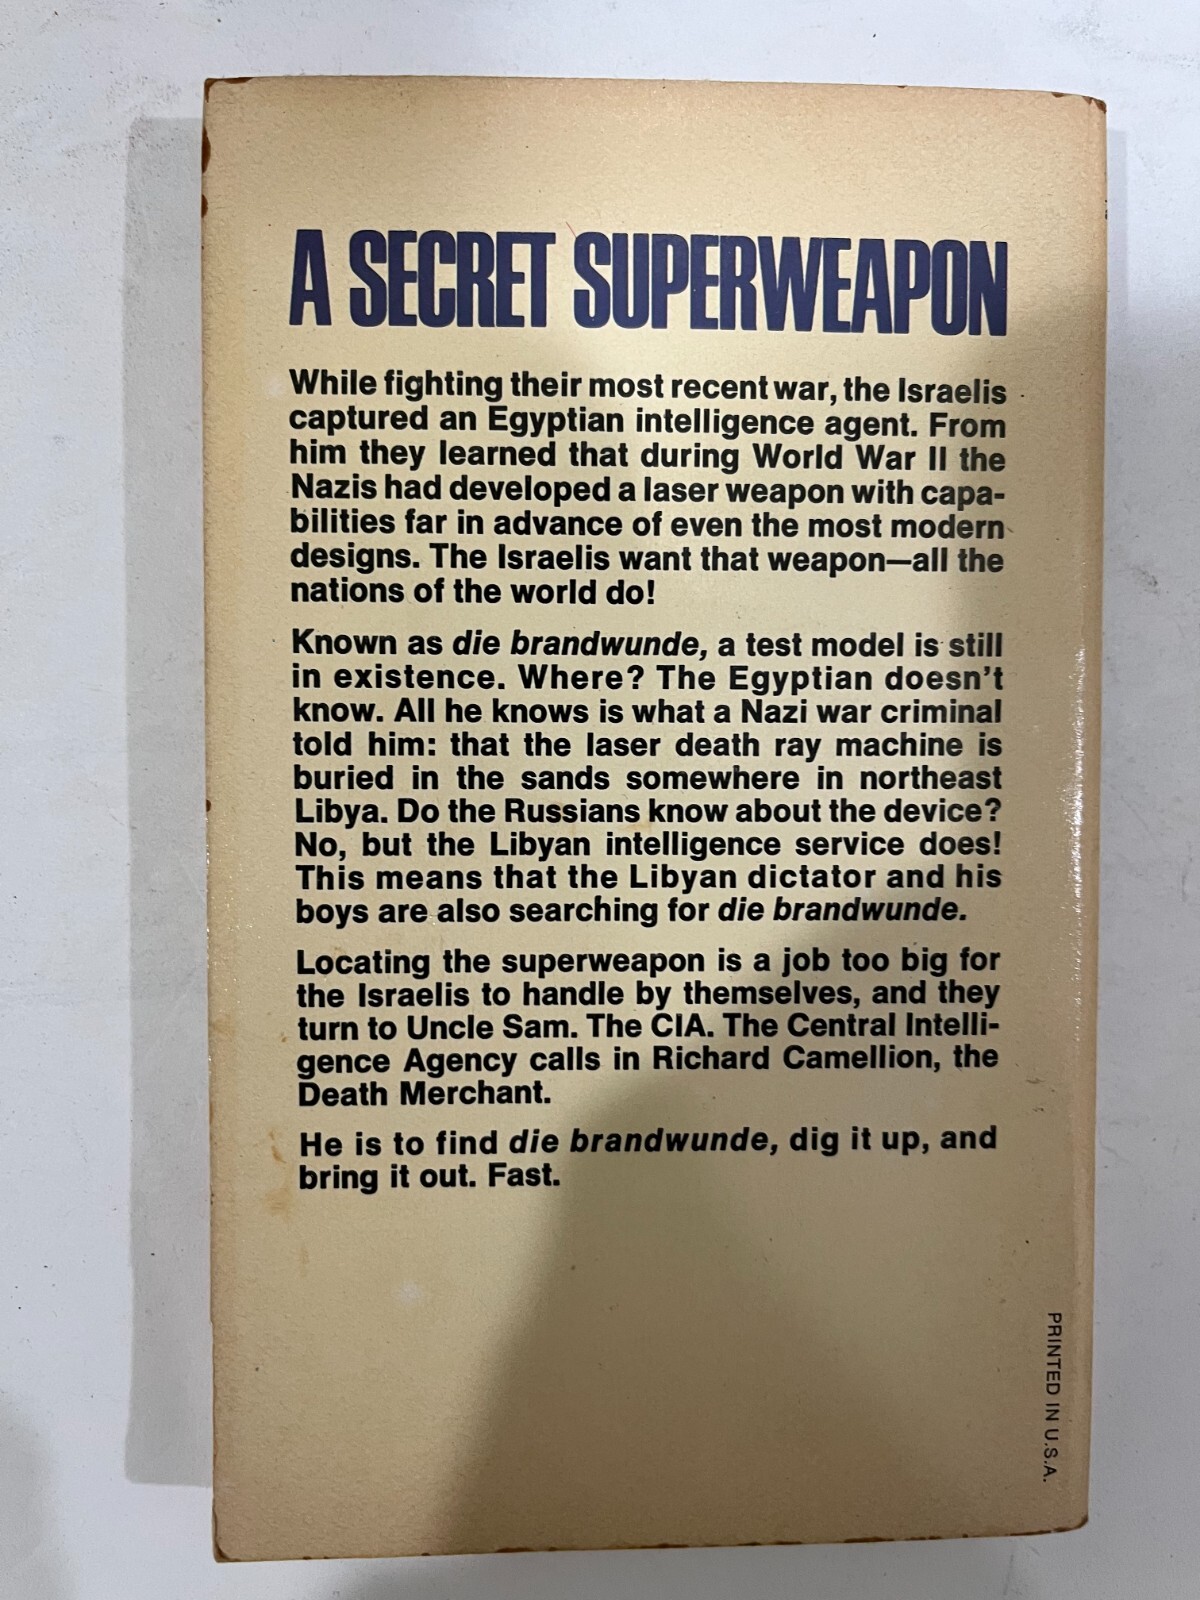 A SECRET SUPERWEAPON
While fighting their most recent war, the Israelis
captured an Egyptian intelligence agent. From
him they learned that during World War II the
Nazis had developed a laser weapon with capa-
bilities far in advance of even the most modern
designs. The Israelis want that weapon—all the
nations of the world do!
Known as die brandwunde, a test model is still
in existence. Where? The Egyptian doesn't
know. All he knows is what a Nazi war criminal
told him: that the laser death ray machine is
buried in the sands somewhere in northeast
Libya. Do the Russians know about the device?
No, but the Libyan intelligence service does!
This means that the Libyan dictator and his
boys are also searching for die brandwunde.
Locating the superweapon is a job too big for
the Israelis to handle by themselves, and they
turn to Uncle Sam. The CIA. The Central Intelli-
gence Agency calls in Richard Camellion, the
Death Merchant.
He is to find die brandwunde, dig it up, and
bring it out. Fast.
PRINTED IN U.S.A.